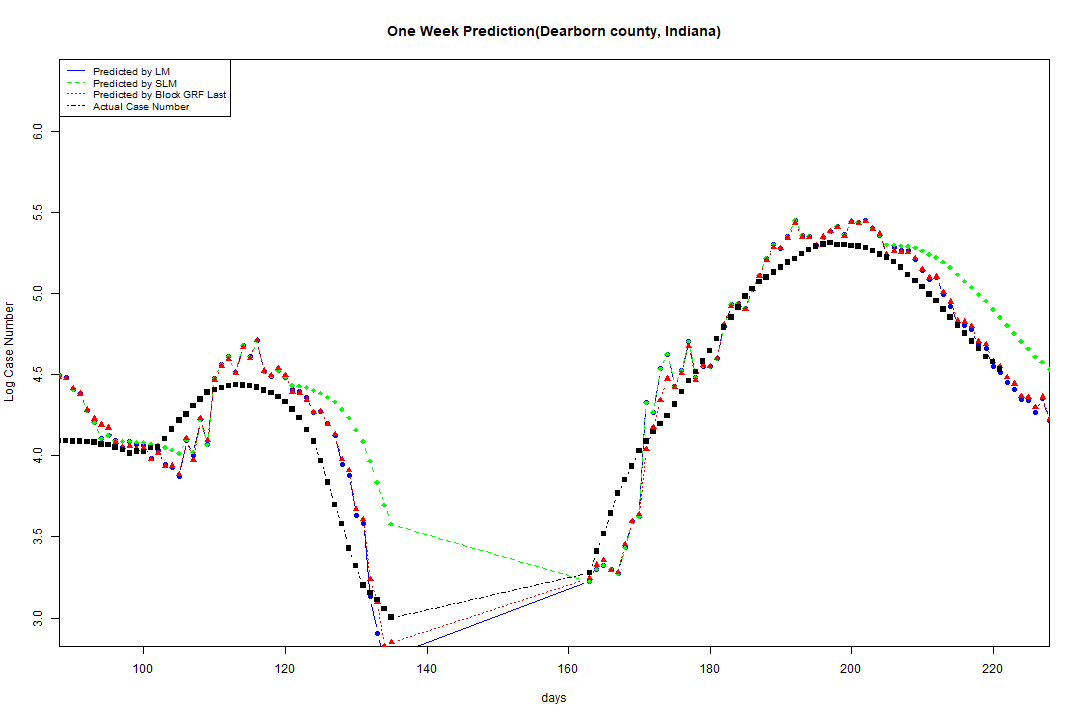 One Week Prediction(Dearborn county, Indiana)
Predicted by LM
Predicted by SLM
Predicted by Block GRF Last
Actual Case Number
6.0
5.5
5.0
4.5
4.0
3.5
3.0
Log Case Number
100 120 140 160 180 200 220
days